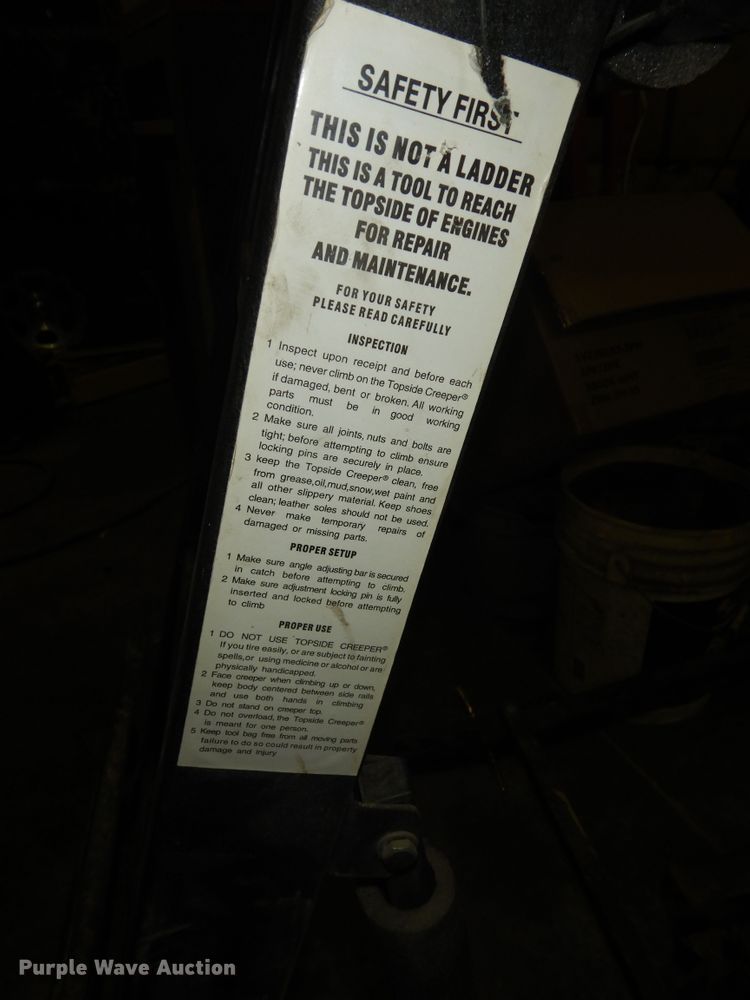 SAFETY FIRST
THIS IS NOT A LADDER
THIS IS A TOOL TO REACH
THE TOPSIDE OF ENGINES
FOR REPAIR
AND MAINTENANCE.
FOR YOUR SAFETY
PLEASE READ CAREFULLY
INSPECTION
1 Inspect upon receipt and before each
use; never climb on the Topside Creeper®
if damaged, bent or broken. All working
parts must be in good working
condition.
2 Make sure all joints, nuts and bolts are
tight; before attempting to climb ensure
locking pins are securely in place.
3 keep the Topside Creeper® clean, free
from grease,oil,mud,snow,wet paint and
all other slippery material. Keep shoes
clean; leather soles should not be used.
4 Never make temporary repairs of
damaged or missing parts.
PROPER SETUP
1 Make sure angle adjusting bar is secured
in catch before attempting to climb.
2 Make sure adjustment locking pin is fully
inserted and locked before attempting
to climb
PROPER USE
1 DO NOT USE TOPSIDE CREEPER®
If you tire easily, or are subject to fainting
spells,or using medicine or alcohol or are
physically handicapped.
2 Face creeper when climbing up or down,
keep body centered between side rails
and use both hands in climbing
3 Do not stand on creeper top.
4 Do not overload, the Topside Creeper®
is meant for one person.
5 Keep tool bag free from all moving parts
failure to do so could result in property
damage and injury
Purple Wave Auction